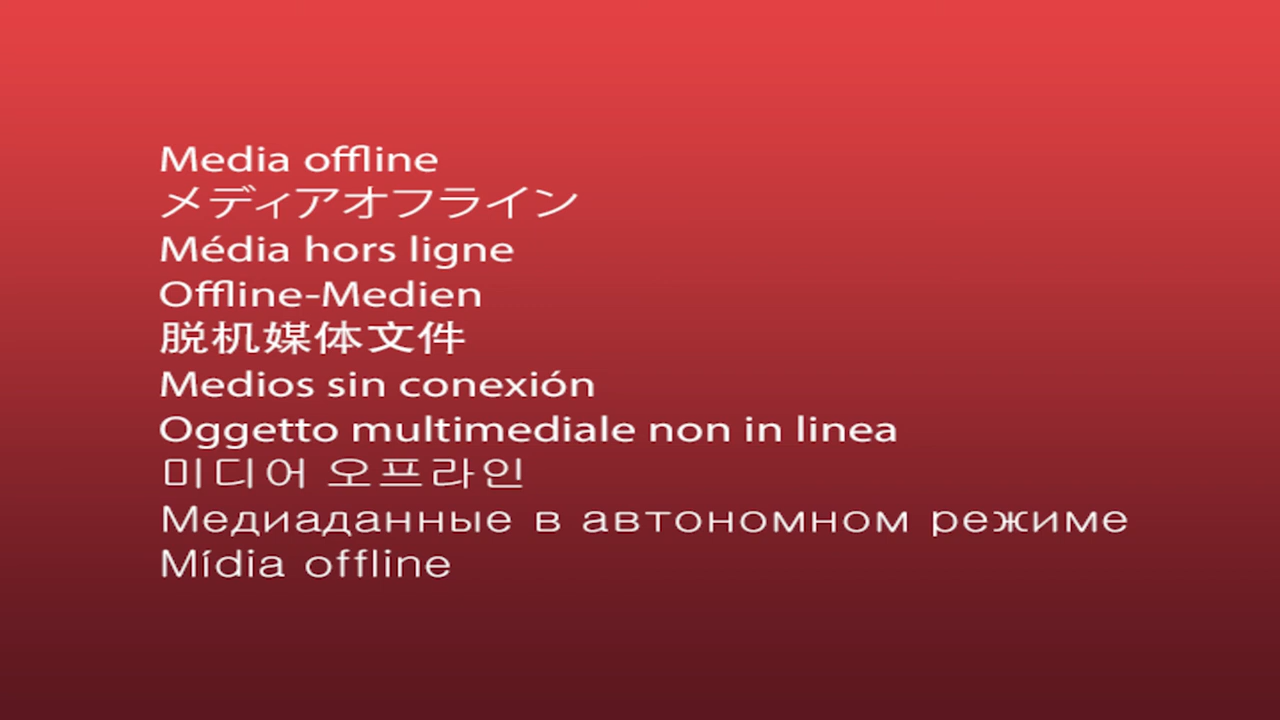 Media offline
メディアオフライン
Média hors ligne
Offline-Medien
脱机媒体文件
Medios sin conexión
Oggetto multimediale non in linea
미디어 오프라인
Медиаданные в автономном режиме
Mídia offline